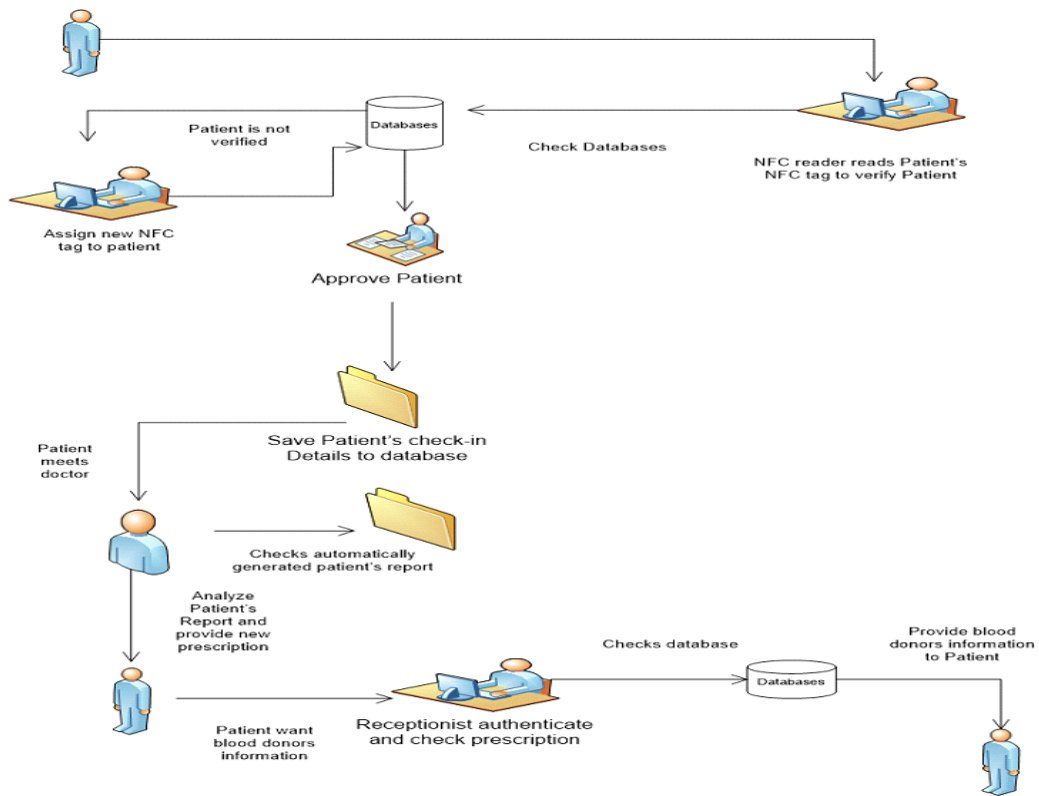 Databases
Patient is not
verified
Check Databases
NFC reader reads Patient's
NFC tag to verify Patient
Assign new NFC
tag to patient
Approve Patient
Save Patient's check-in
Details to database
Patient
meets
doctor
Checks automatically
generated patient's report
Analyze
Patient's
Report and
provide new
prescription
Checks database
Provide blood
donors information
to Patient
Databases
Receptionist authenticate
and check prescription
Patient want
blood donors
information